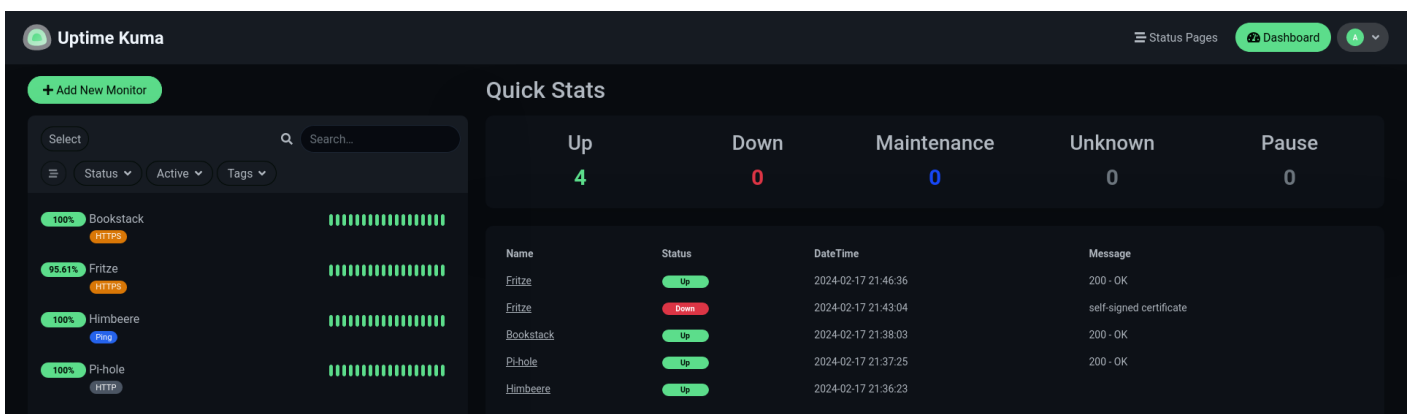 Uptime Kuma
Status Pages Dashboard A
+ Add New Monitor
Select Search...
Status Active Tags
100% Bookstack
HTTPS
95.61% Fritze
HTTPS
100% Himbeere
Ping
100% Pi-hole
HTTP
Quick Stats
Up Down Maintenance Unknown Pause
4 0 0 0 0
Name Status DateTime Message
Fritze Up 2024-02-17 21:46:36 200 - OK
Fritze Down 2024-02-17 21:43:04 self-signed certificate
Bookstack Up 2024-02-17 21:38:03 200 - OK
Pi-hole Up 2024-02-17 21:37:25 200 - OK
Himbeere Up 2024-02-17 21:36:23